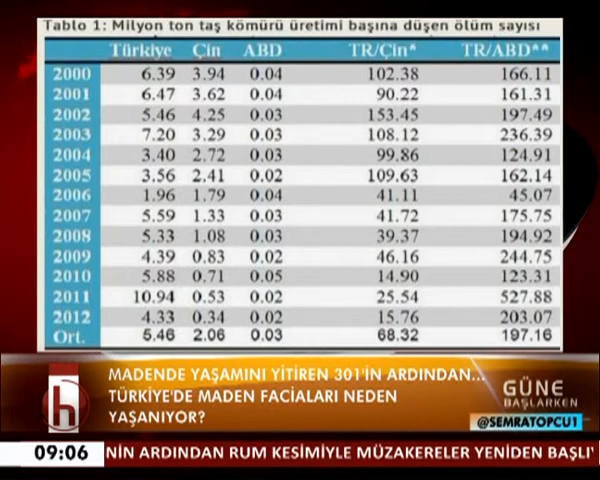 Tablo 1: Milyon ton taş kömürü üretimi başına düşen ölüm sayısı
Türkiye Çin ABD TR/Çin* TR/ABD**
2000 6.39 3.94 0.04 102.38 166.11
2001 6.47 3.62 0.04 90.22 161.31
2002 5.46 4.25 0.03 153.45 197.49
2003 7.20 3.29 0.03 108.12 236.39
2004 3.40 2.72 0.03 99.86 124.91
2005 3.56 2.41 0.02 109.63 162.14
2006 1.96 1.79 0.04 41.11 45.07
2007 5.59 1.33 0.03 41.72 175.75
2008 5.33 1.08 0.03 39.37 194.92
2009 4.39 0.83 0.02 46.16 244.75
2010 5.88 0.71 0.05 14.90 123.31
2011 10.94 0.53 0.02 25.54 527.88
2012 4.33 0.34 0.02 15.76 203.07
Ort. 5.46 2.06 0.03 68.32 197.16
MADENDE YAŞAMINI YİTİREN 301'İN ARDINDAN...
TÜRKİYE'DE MADEN FACİALARI NEDEN
YAŞANIYOR?
h
GÜNE
BAŞLARKEN
@SEMRATOPCU1
09:06 NİN ARDINDAN RUM KESİMİYLE MÜZAKERELER YENİDEN BAŞLI